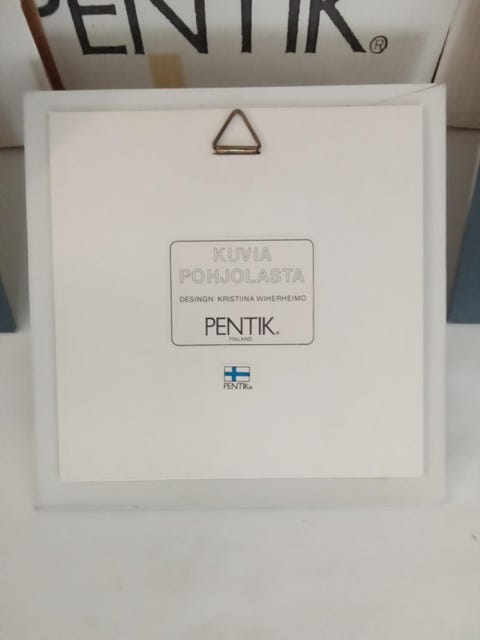 PENTIK®
KUVIA
POHJOLASTA
DESINGN: KRISTIINA WIHERHEIMO
PENTIK®
FINLAND
PENTIK®